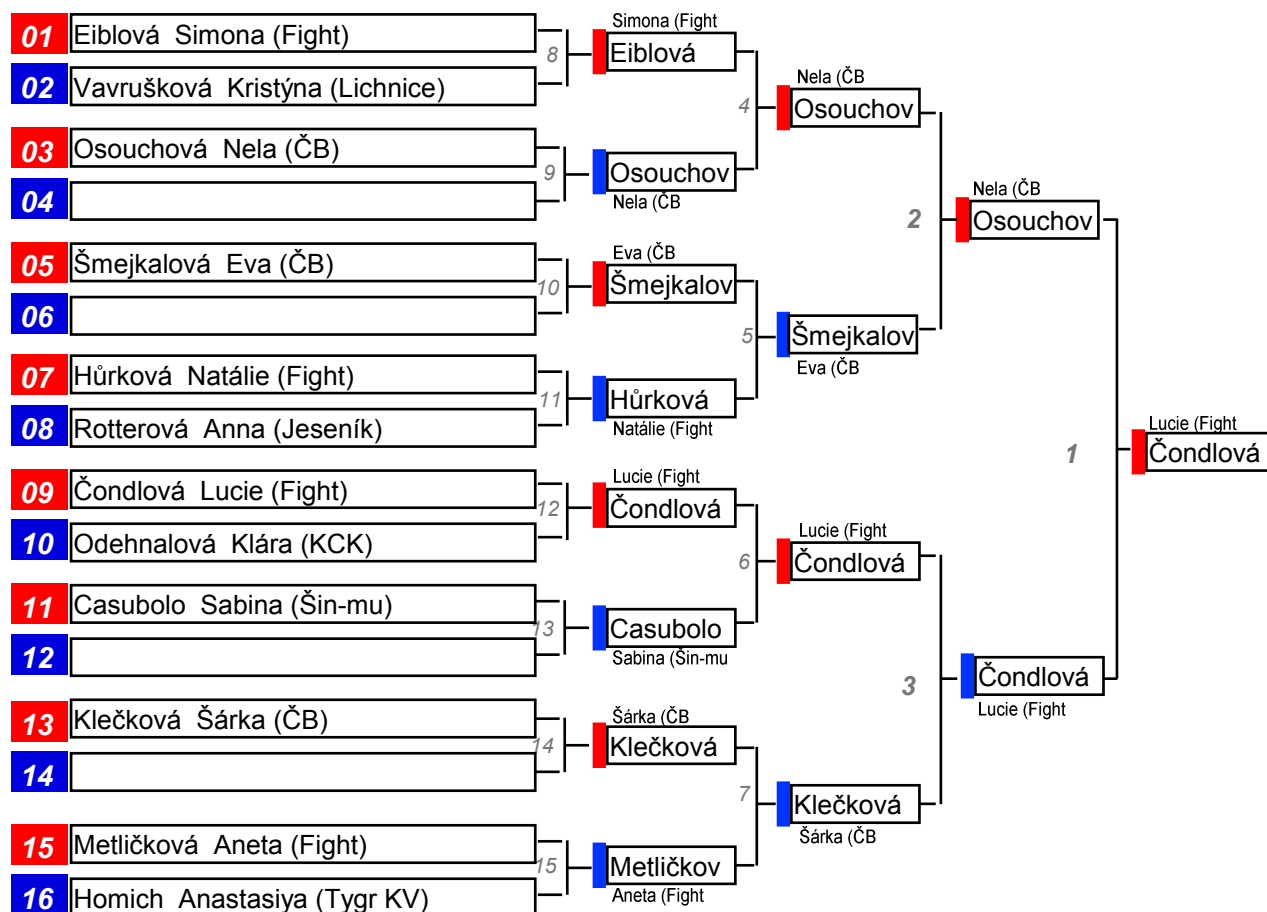 01 Eiblová Simona (Fight)
02 Vavrušková Kristýna (Lichnice)
03 Osouchová Nela (ČB)
04
05 Šmejkalová Eva (ČB)
06
07 Hůrková Natálie (Fight)
08 Rotterová Anna (Jeseník)
09 Čondlová Lucie (Fight)
10 Odehnalová Klára (KCK)
11 Casubolo Sabina (Šin-mu)
12
13 Klečková Šárka (ČB)
14
15 Metličková Aneta (Fight)
16 Homich Anastasiya (Tygr KV)
8
9
10
11
12
13
14
15
Simona (Fight
Eiblová
Osouchov
Nela (ČB
Eva (ČB
Šmejkalov
Hůrková
Natálie (Fight
Lucie (Fight
Čondlová
Casubolo
Sabina (Šin-mu
Šárka (ČB
Klečková
Metličkov
Aneta (Fight
4
5
6
7
Nela (ČB
Osouchov
Šmejkalov
Eva (ČB
Lucie (Fight
Čondlová
Klečková
Šárka (ČB
2
3
Nela (ČB
Osouchov
Čondlová
Lucie (Fight
1
Lucie (Fight
Čondlová